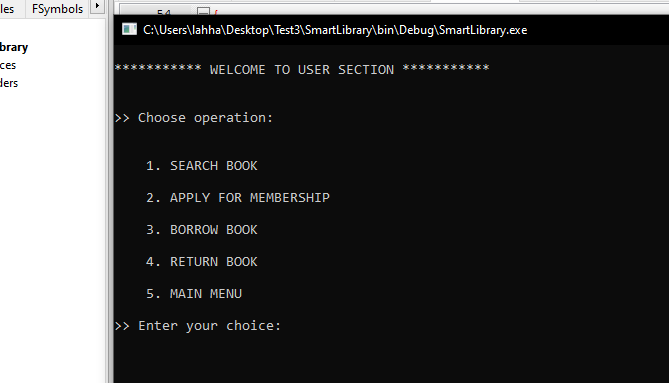 les FSymbols
54
C:\Users\lahha\Desktop\Test3\SmartLibrary\bin\Debug\SmartLibrary.exe
*********** WELCOME TO USER SECTION ***********
brary
ces
ders
>> Choose operation:
1. SEARCH BOOK
2. APPLY FOR MEMBERSHIP
3. BORROW BOOK
4. RETURN BOOK
5. MAIN MENU
>> Enter your choice: